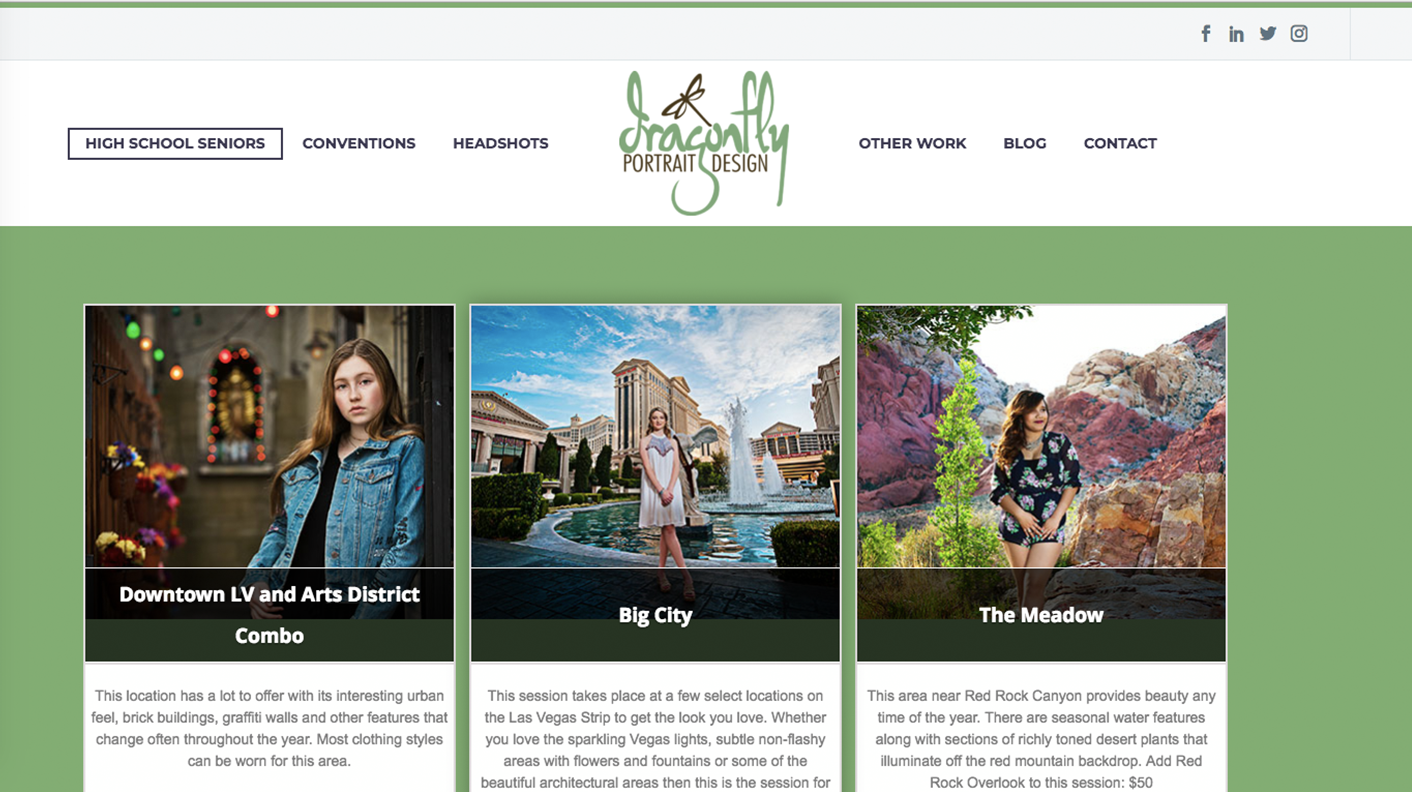 HIGH SCHOOL SENIORS
CONVENTIONS
HEADSHOTS
dragonfly
PORTRAIT DESIGN
OTHER WORK
BLOG
CONTACT
Downtown LV and Arts District
Combo
This location has a lot to offer with its interesting urban
feel, brick buildings, graffiti walls and other features that
change often throughout the year. Most clothing styles
can be worn for this area.
Big City
This session takes place at a few select locations on
the Las Vegas Strip to get the look you love. Whether
you love the sparkling Vegas lights, subtle non-flashy
areas with flowers and fountains or some of the
beautiful architectural areas then this is the session for
The Meadow
This area near Red Rock Canyon provides beauty any
time of the year. There are seasonal water features
along with sections of richly toned desert plants that
illuminate off the red mountain backdrop. Add Red
Rock Overlook to this session: $50